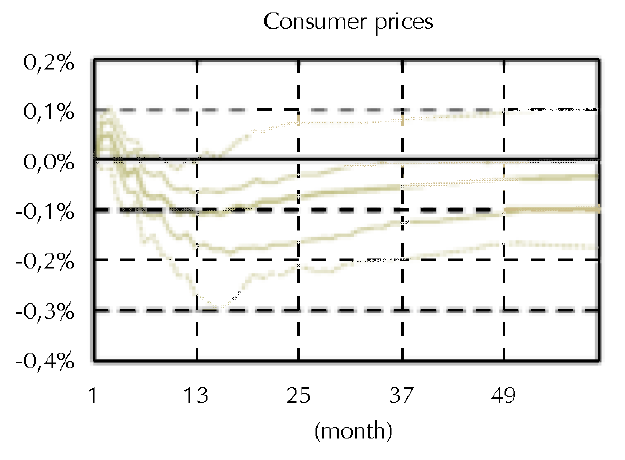 Consumer prices
0,2%
0,1%
0,0%
-0,1%
-0,2%
-0,3%
-0,4%
1 13 25 37 49
(month)